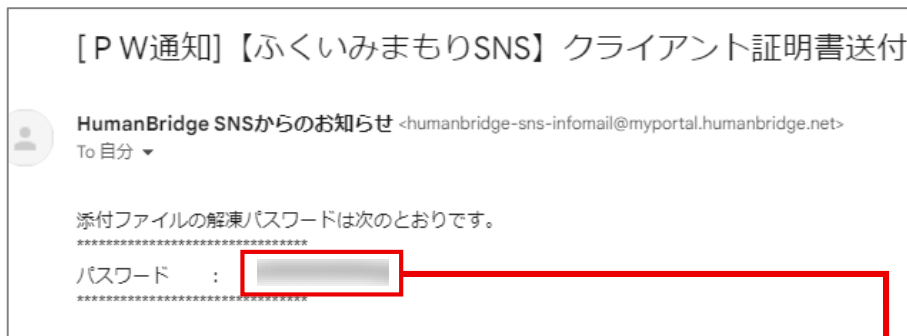 [ＰＷ通知]【ふくいみまもりSNS】クライアント証明書送付
HumanBridge SNSからのお知らせ <humanbridge-sns-infomail@myportal.humanbridge.net>
To 自分
添付ファイルの解凍パスワードは次のとおりです。
********************************
パスワード　　：
********************************